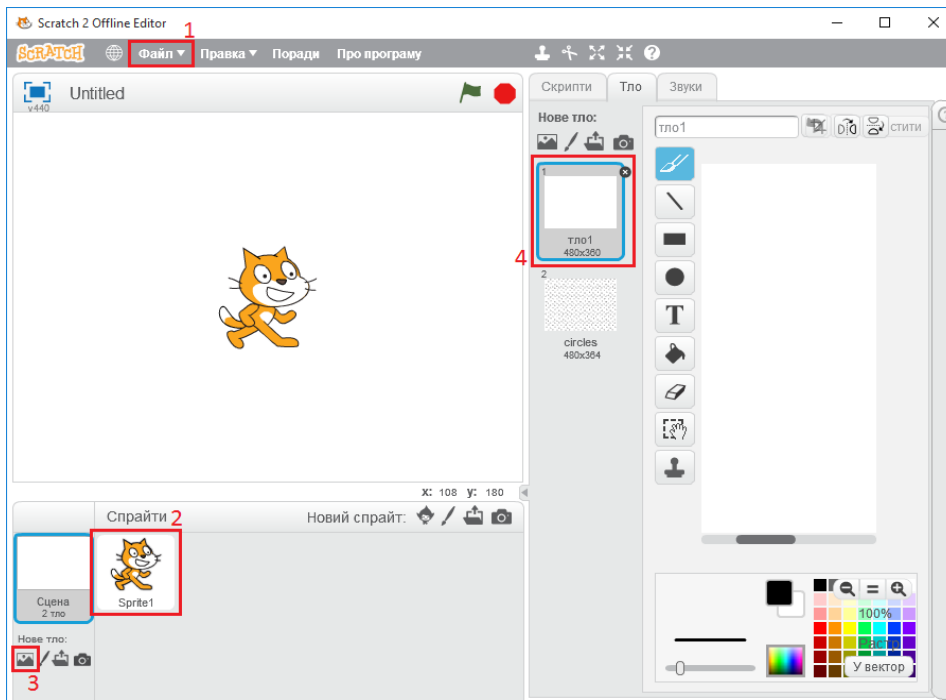 Scratch 2 Offline Editor
1
SCRATCH Файл Правка Поради Про програму
v440
Untitled
Скрипти Тло Звуки
Нове тло:
тло1
стити
1
тло1
480x360
4
2
circles
480x364
x: 108 y: 180
Спрайти 2
Новий спрайт:
Сцена
2 тло
Sprite1
Нове тло:
3
T
100%
Растр
У вектор